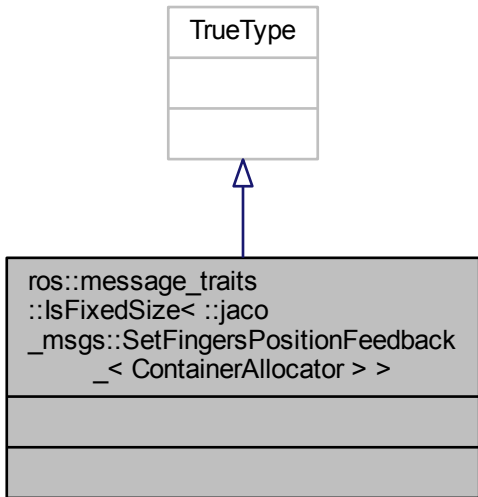 TrueType
ros::message_traits
::IsFixedSize< ::jaco
_msgs::SetFingersPositionFeedback
_< ContainerAllocator > >